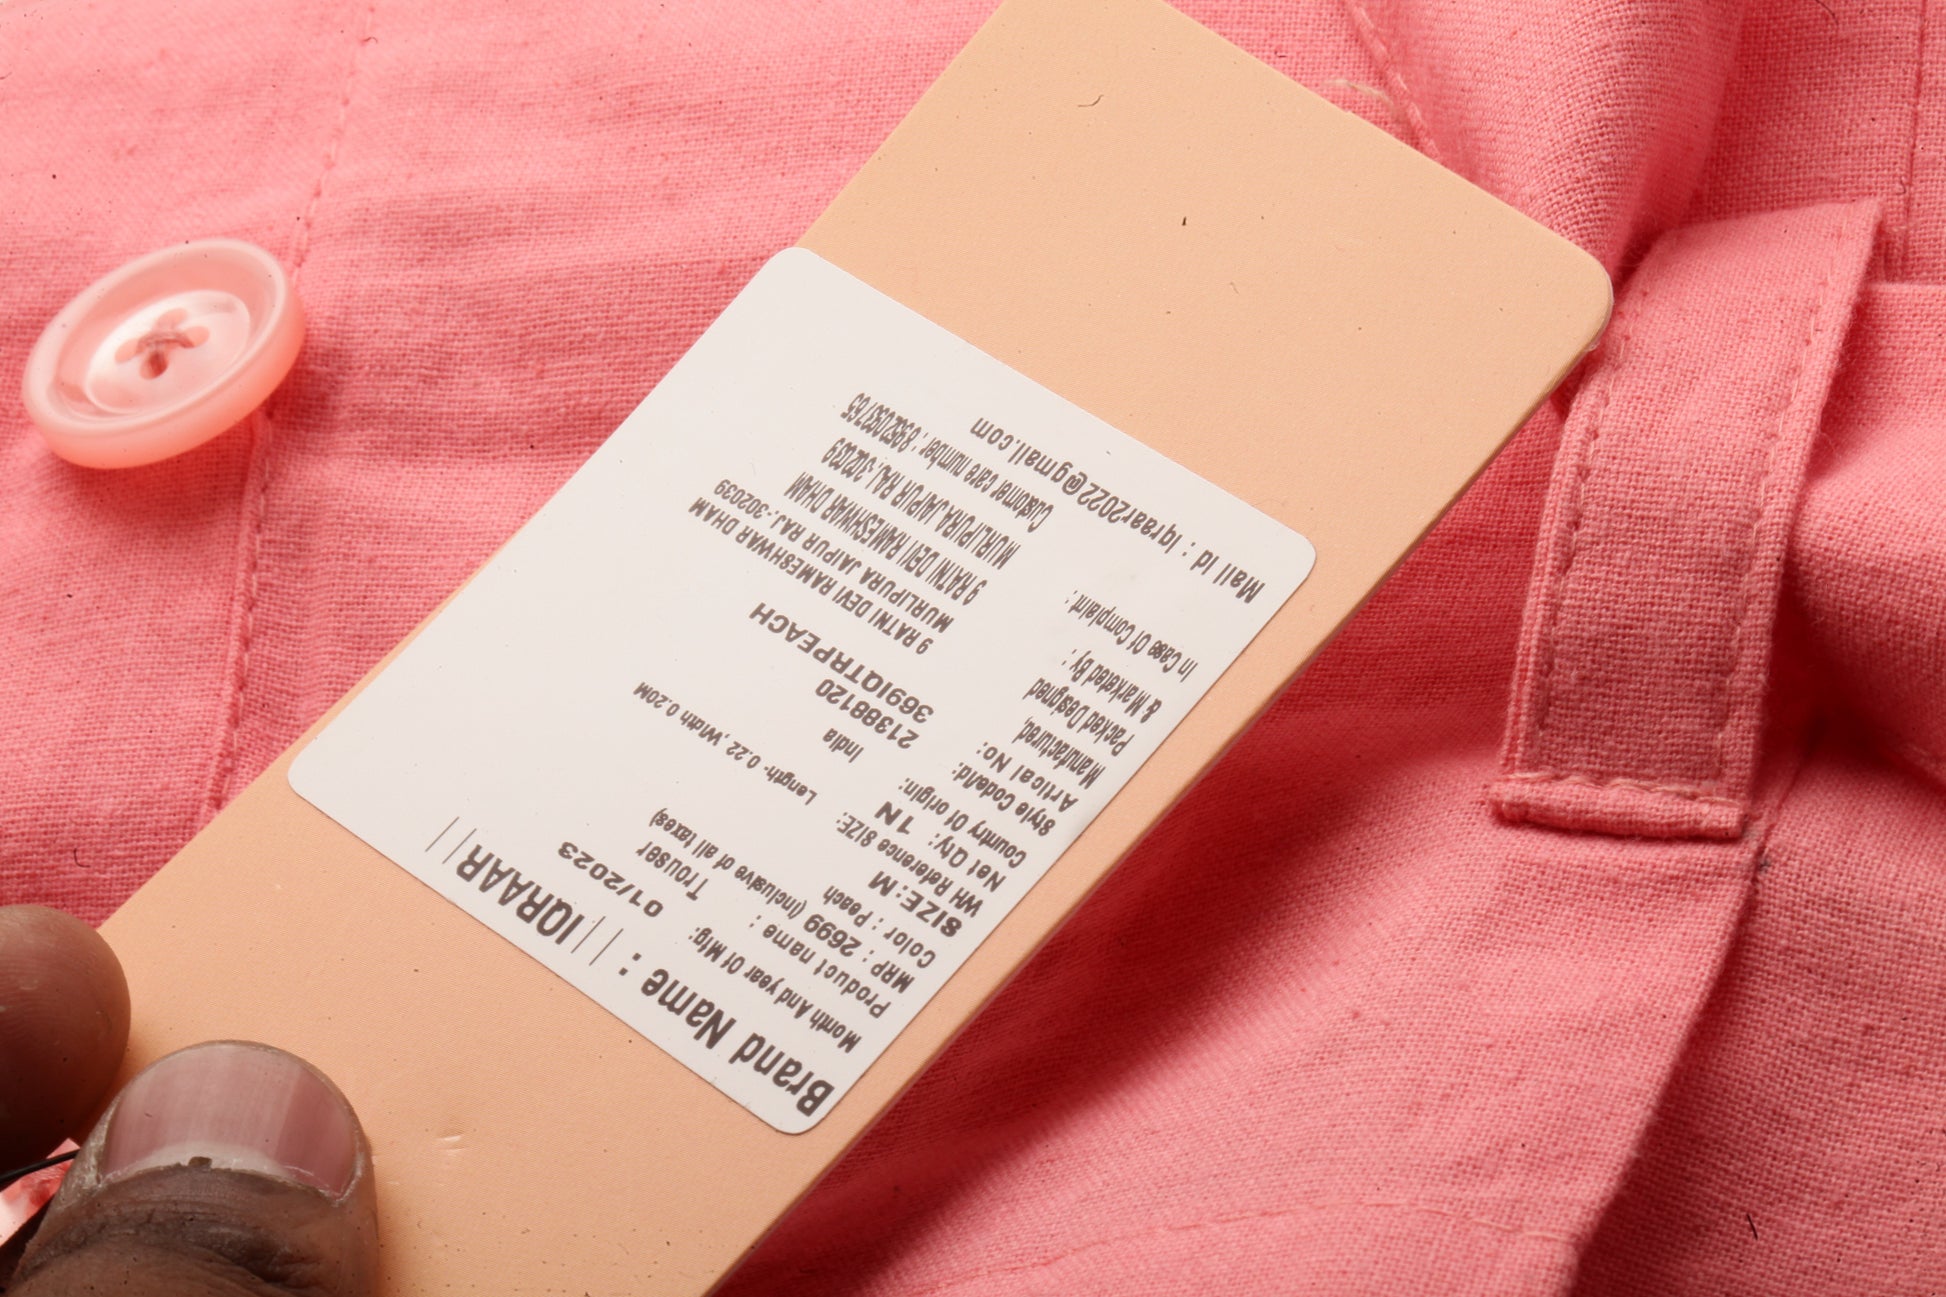 Brand Name : ||IQRAAR||
Month And year Of Mfg: 01/2023
Product name : Trouser
MRP : 2699 (Inclusive of all taxes)
Color : Peach
SIZE: M
WH Reference SIZE: Length- 0.22 , Width 0.20M
Net Qty: 1N
Country Of origin: India
Style Code/Id: 21388120
Artical No: 369IQTRPEACH
Manufactured, 9 RATNI DEVI RAMESHWAR DHAM
Packed Designed MURLIPURA JAIPUR RAJ,-302039
& Marketed By : 9 RATNI DEVI RAMESHWAR DHAM
MURLIPURA JAIPUR RAJ, 302039
In Case Of Complaint : Customer care number :
Mail Id : Iqraar2022@gmail.com